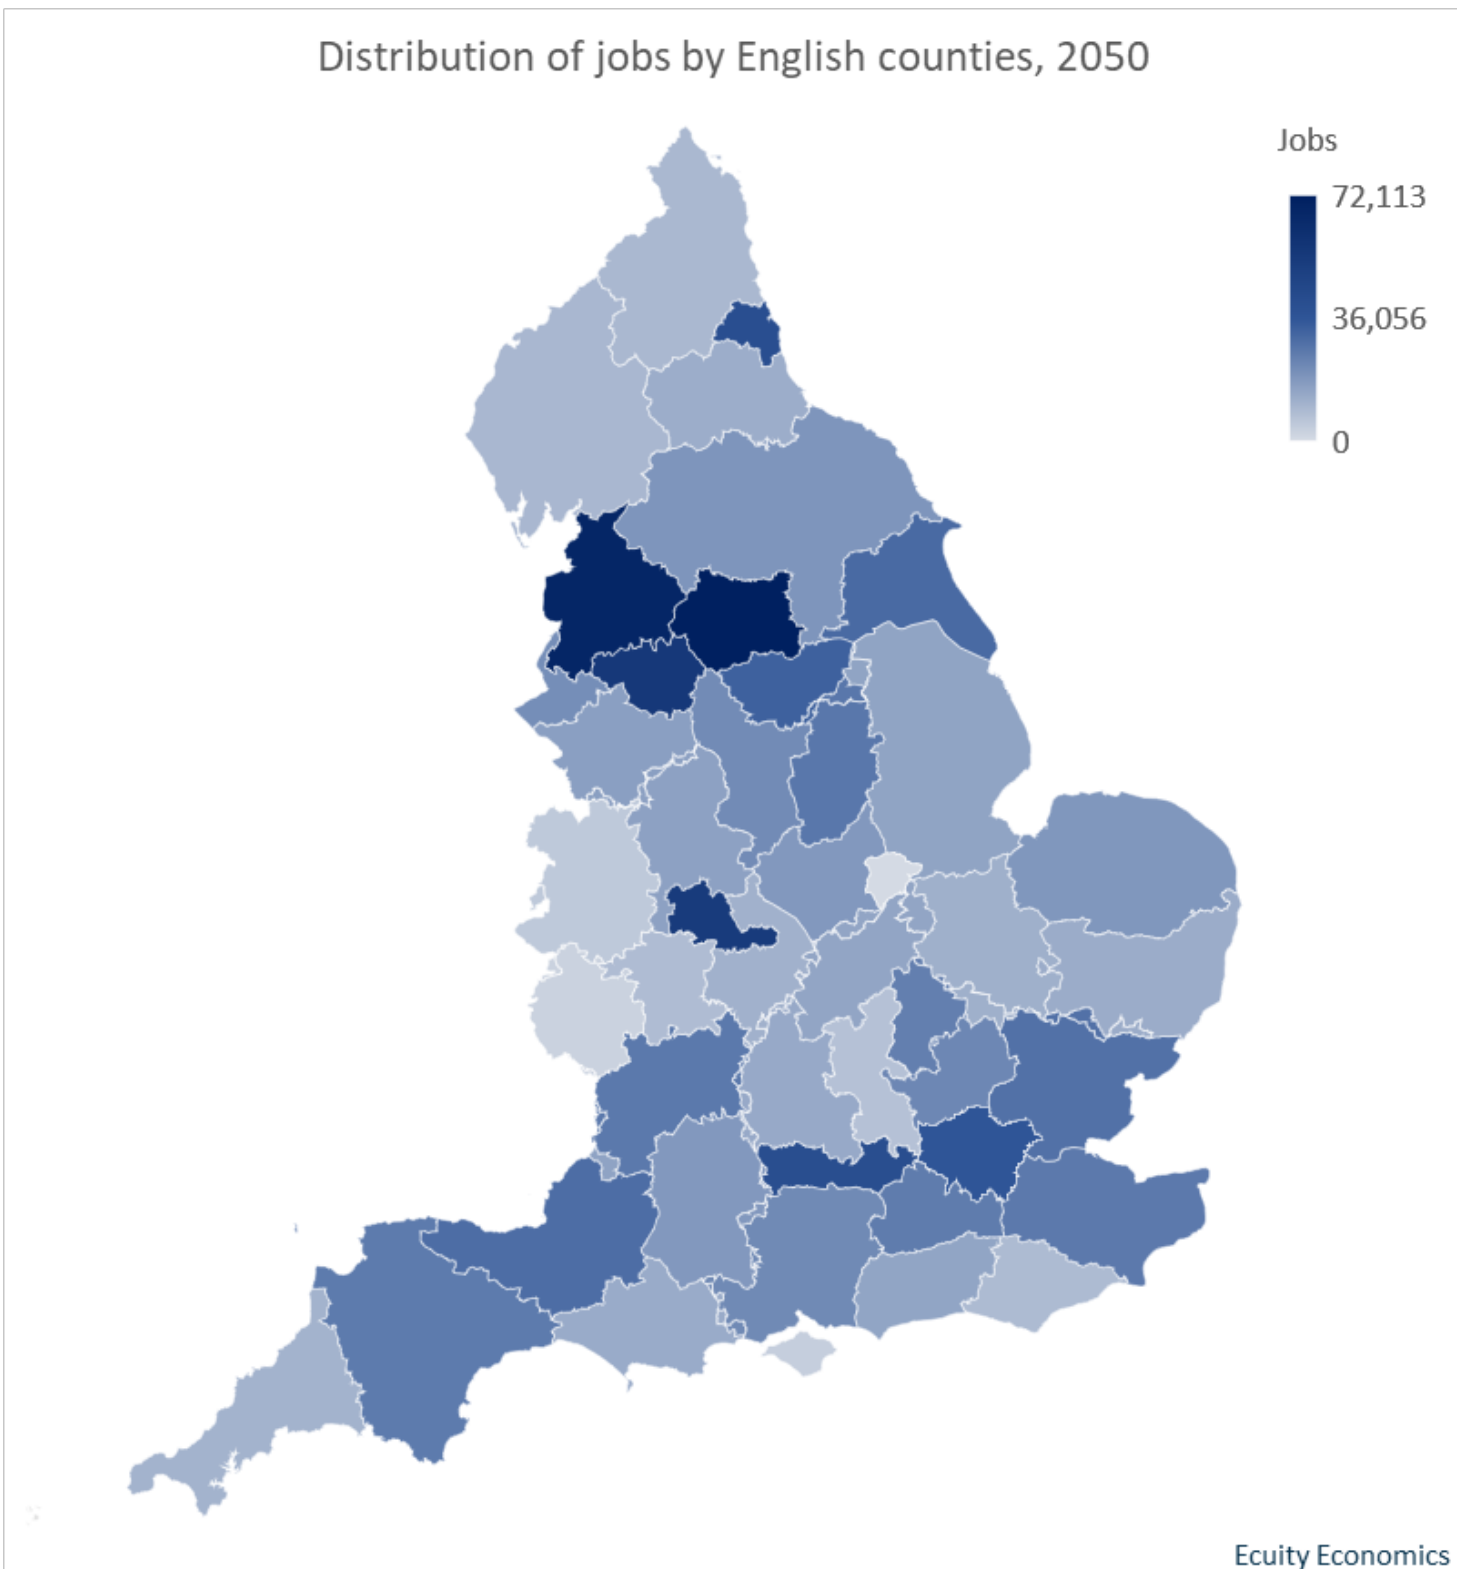 Distribution of jobs by English counties, 2050
Jobs
72,113
36,056
0
Ecuity Economics